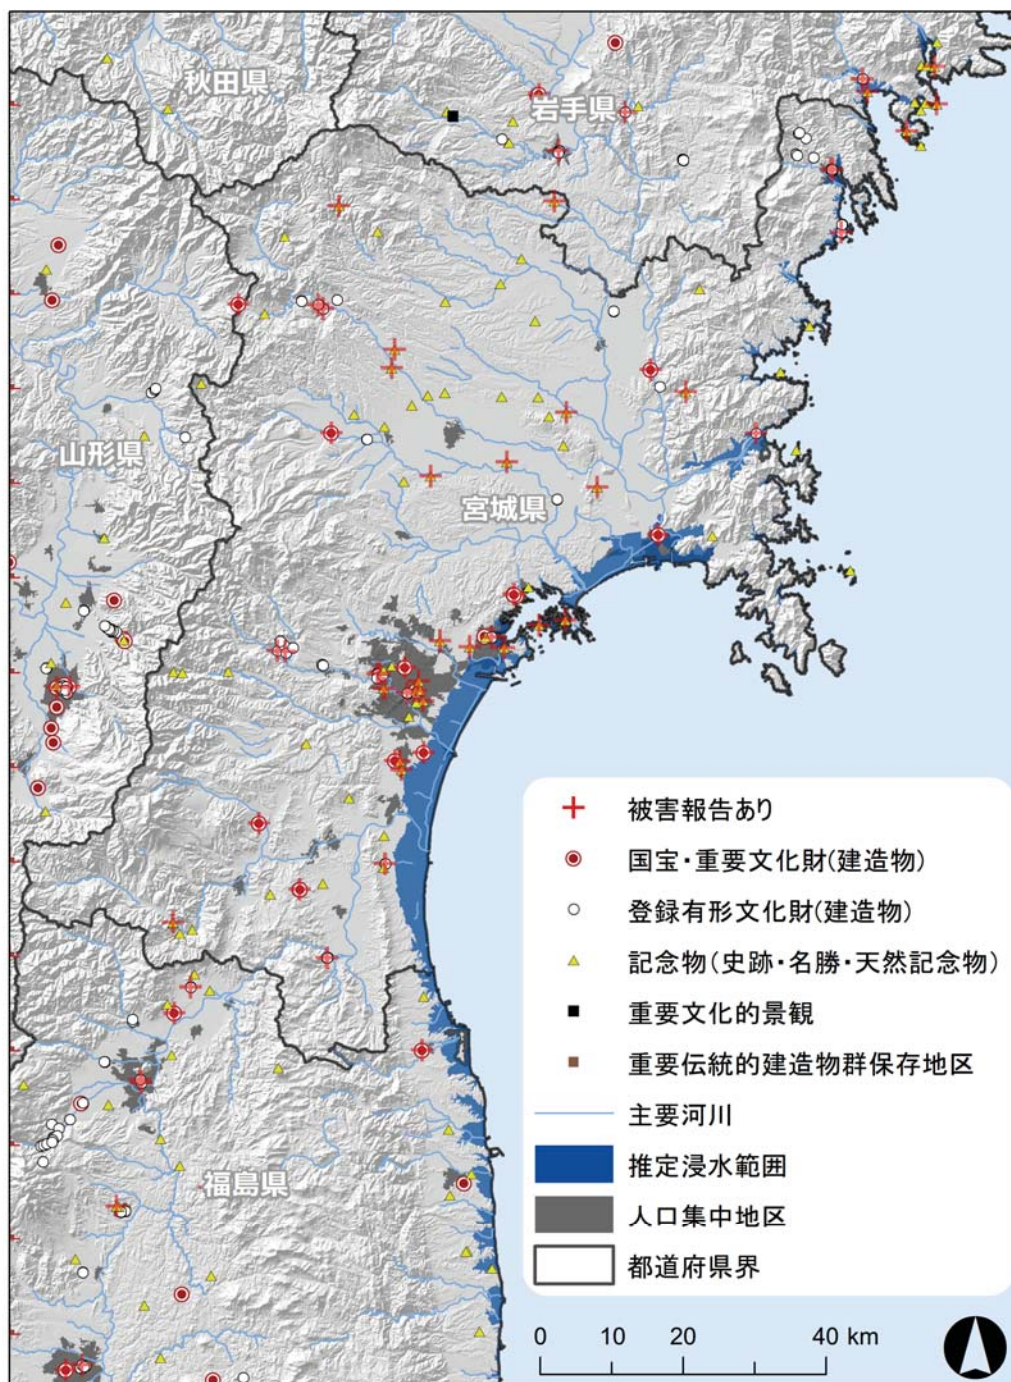 秋田県
岩手県
山形県
宮城県
福島県
被害報告あり
国宝・重要文化財(建造物)
登録有形文化財(建造物)
記念物(史跡・名勝・天然記念物)
重要文化的景観
重要伝統的建造物群保存地区
主要河川
推定浸水範囲
人口集中地区
都道府県界
0 10 20 40 km